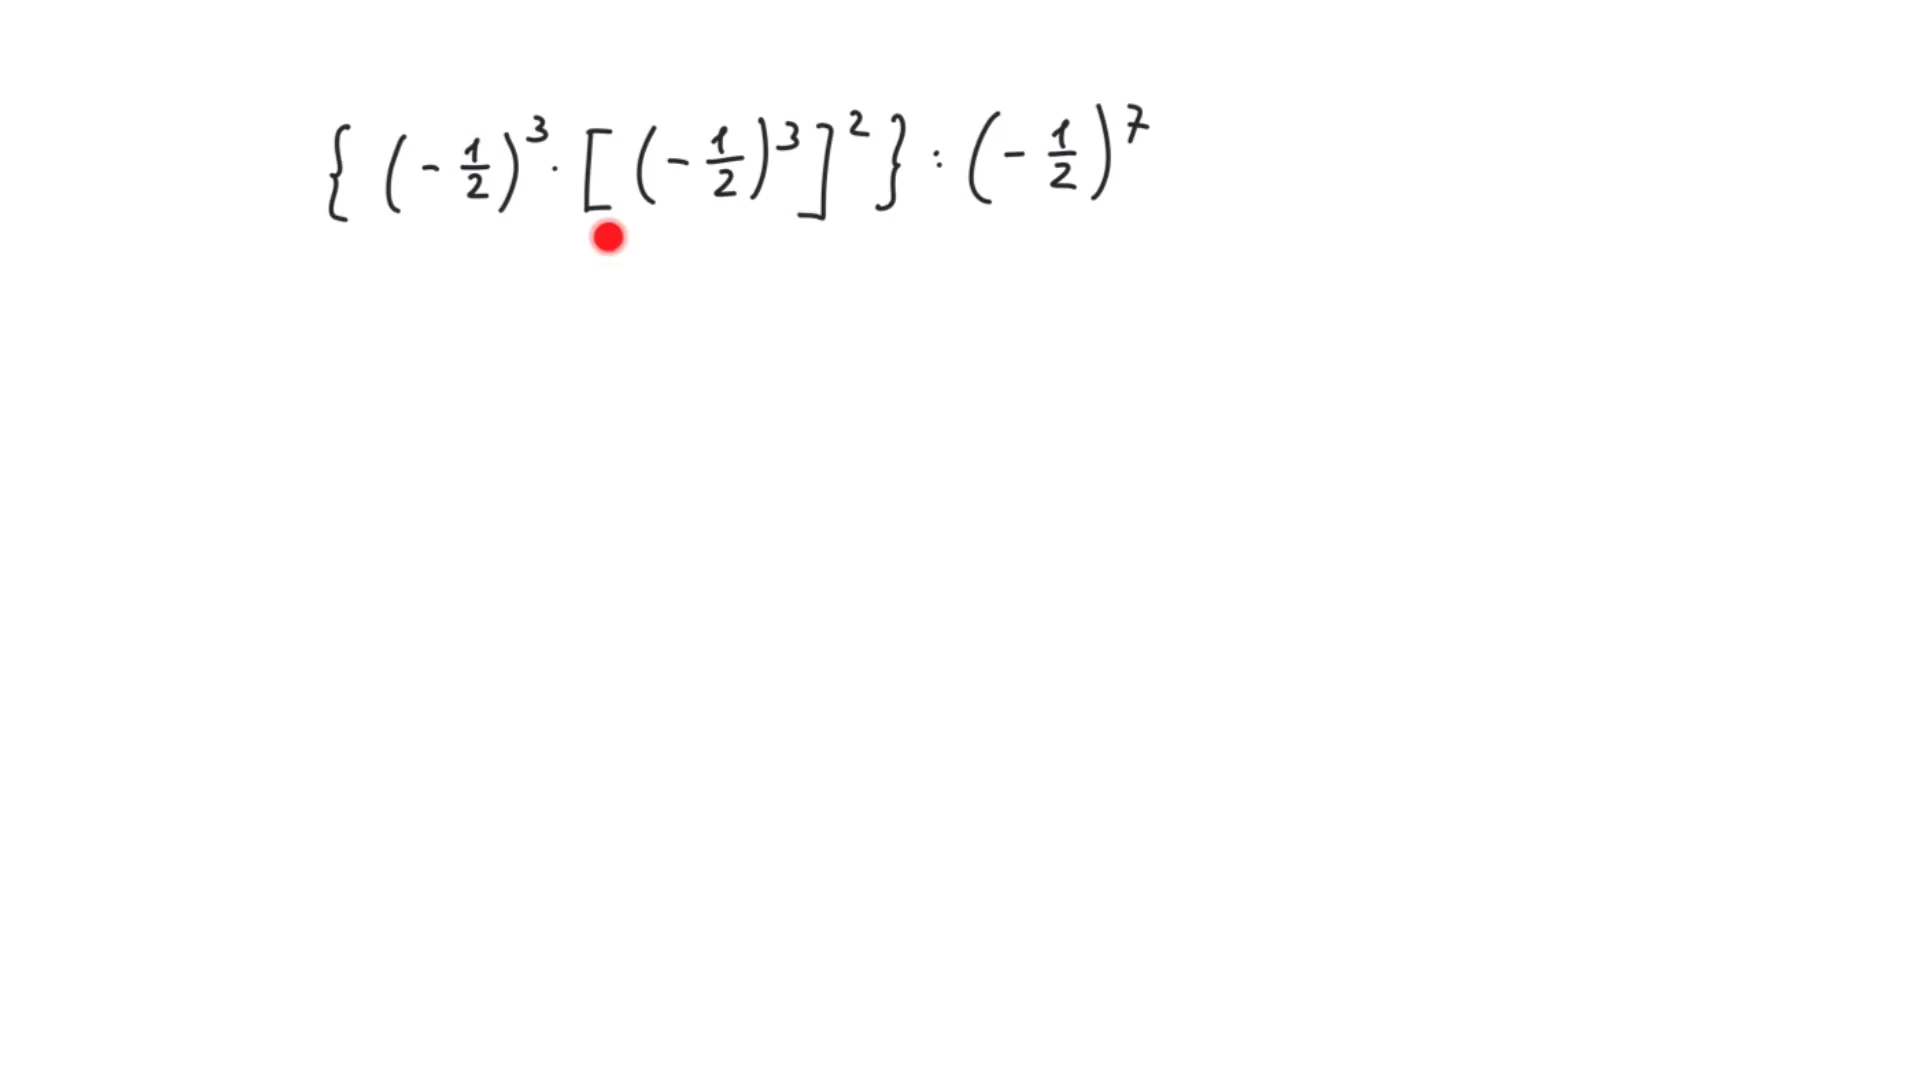 { (- 1/2)³ · [ (- 1/2)³ ]² } : (- 1/2)⁷